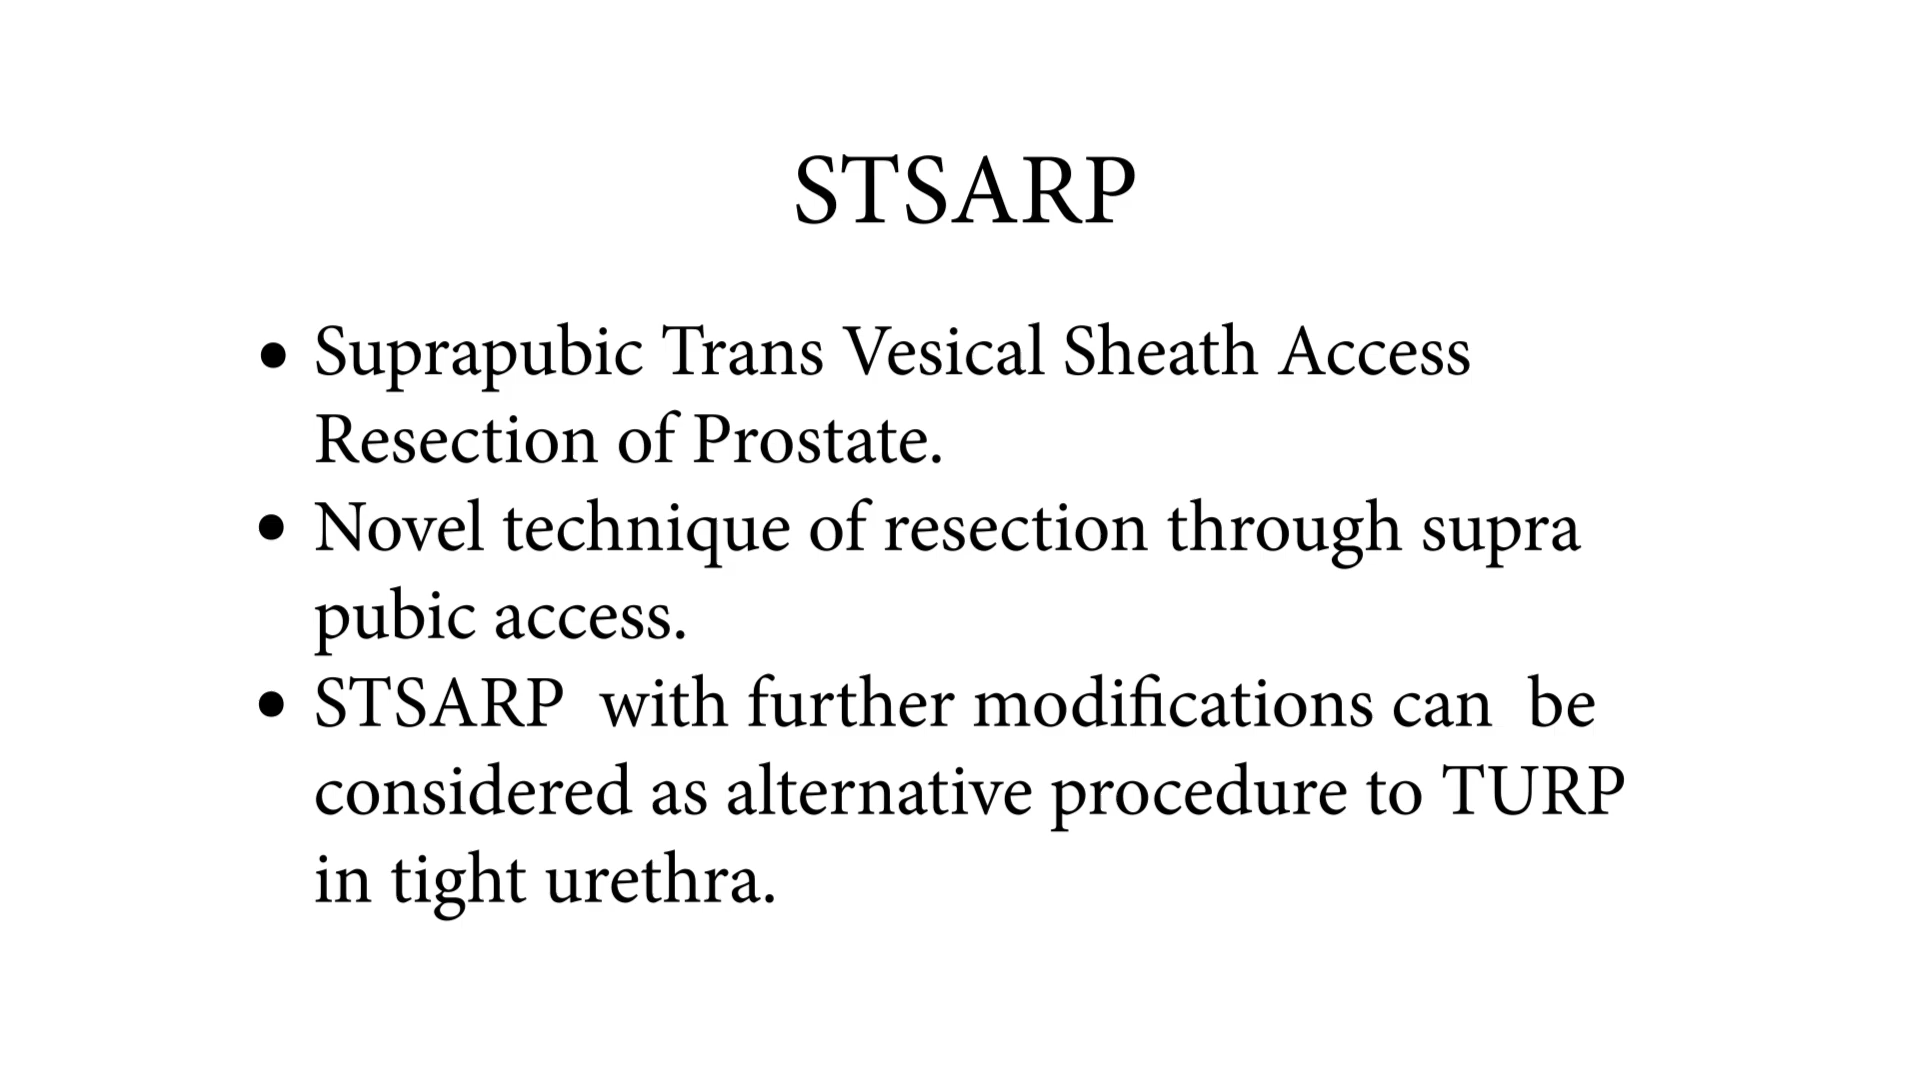 STSARP
• Suprapubic Trans Vesical Sheath Access
Resection of Prostate.
• Novel technique of resection through supra
pubic access.
• STSARP  with further modifications can  be
considered as alternative procedure to TURP
in tight urethra.